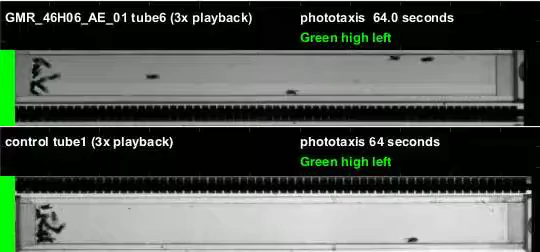 GMR_46H06_AE_01 tube6 (3x playback) phototaxis 64.0 seconds
Green high left
control tube1 (3x playback) phototaxis 64 seconds
Green high left